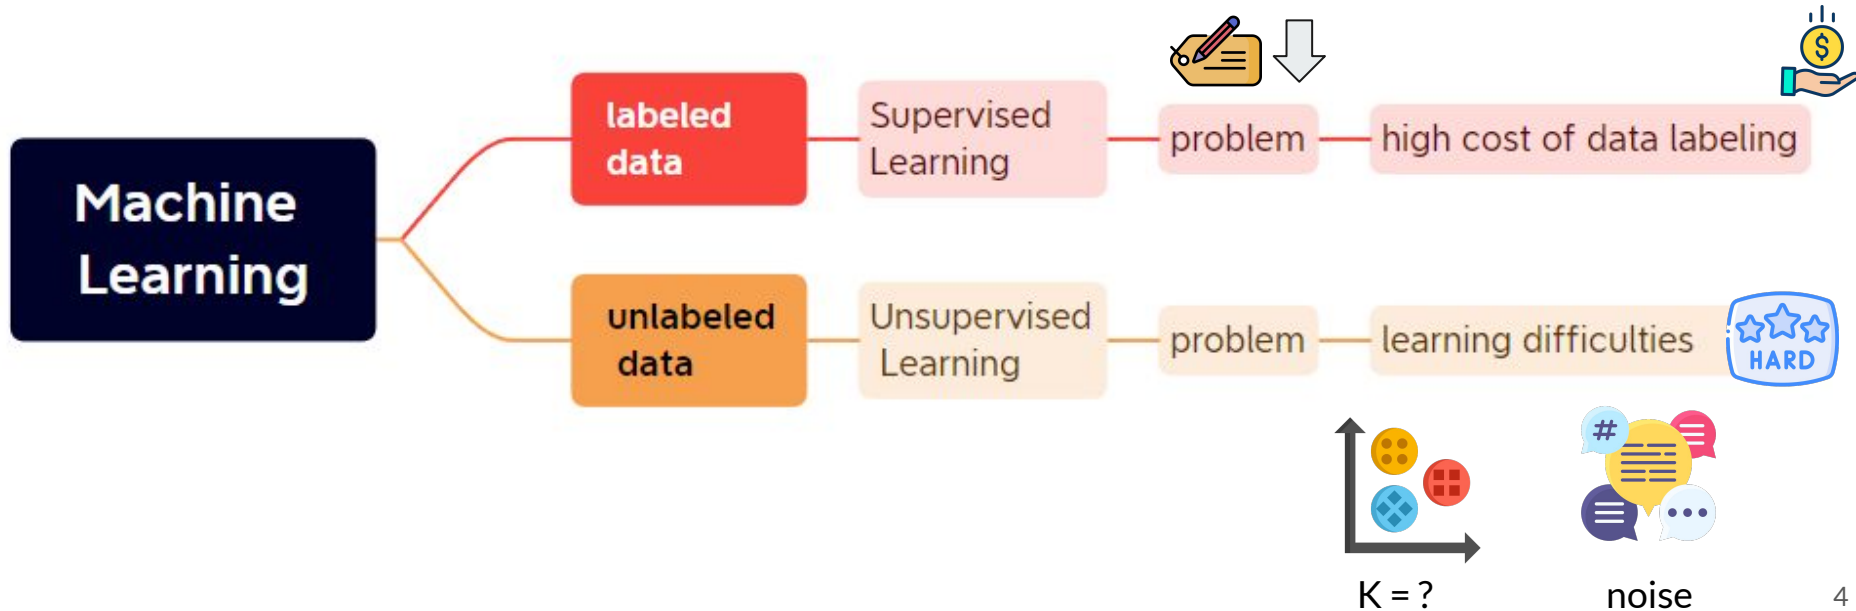 Machine
Learning
labeled
data
Supervised
Learning
problem
high cost of data labeling
$
unlabeled
data
Unsupervised
Learning
problem
learning difficulties
HARD
#
K = ?
noise
4